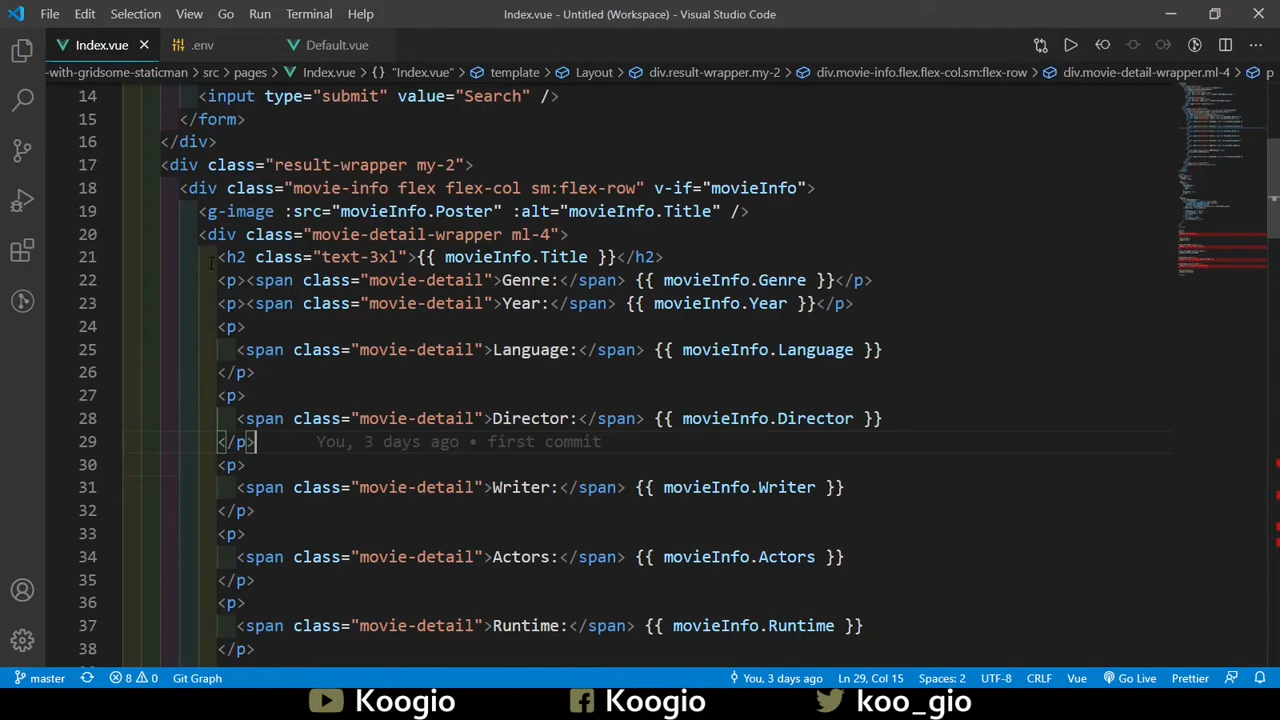 File Edit Selection View Go Run Terminal Help Index.vue - Untitled (Workspace) - Visual Studio Code
Index.vue .env Default.vue
-with-gridsome-staticman > src > pages > Index.vue > {} "Index.vue" > template > Layout > div.result-wrapper.my-2 > div.movie-info.flex.flex-col.sm:flex-row > div.movie-detail-wrapper.ml-4 > p
14 <input type="submit" value="Search" />
15 </form>
16 </div>
17 <div class="result-wrapper my-2">
18 <div class="movie-info flex flex-col sm:flex-row" v-if="movieInfo">
19 <g-image :src="movieInfo.Poster" :alt="movieInfo.Title" />
20 <div class="movie-detail-wrapper ml-4">
21 <h2 class="text-3xl">{{ movieInfo.Title }}</h2>
22 <p><span class="movie-detail">Genre:</span> {{ movieInfo.Genre }}</p>
23 <p><span class="movie-detail">Year:</span> {{ movieInfo.Year }}</p>
24 <p>
25 <span class="movie-detail">Language:</span> {{ movieInfo.Language }}
26 </p>
27 <p>
28 <span class="movie-detail">Director:</span> {{ movieInfo.Director }}
29 </p> You, 3 days ago • first commit
30 <p>
31 <span class="movie-detail">Writer:</span> {{ movieInfo.Writer }}
32 </p>
33 <p>
34 <span class="movie-detail">Actors:</span> {{ movieInfo.Actors }}
35 </p>
36 <p>
37 <span class="movie-detail">Runtime:</span> {{ movieInfo.Runtime }}
38 </p>
master 8 0 Git Graph You, 3 days ago Ln 29, Col 15 Spaces: 2 UTF-8 CRLF Vue Go Live Prettier
Koogio Koogio koo_gio